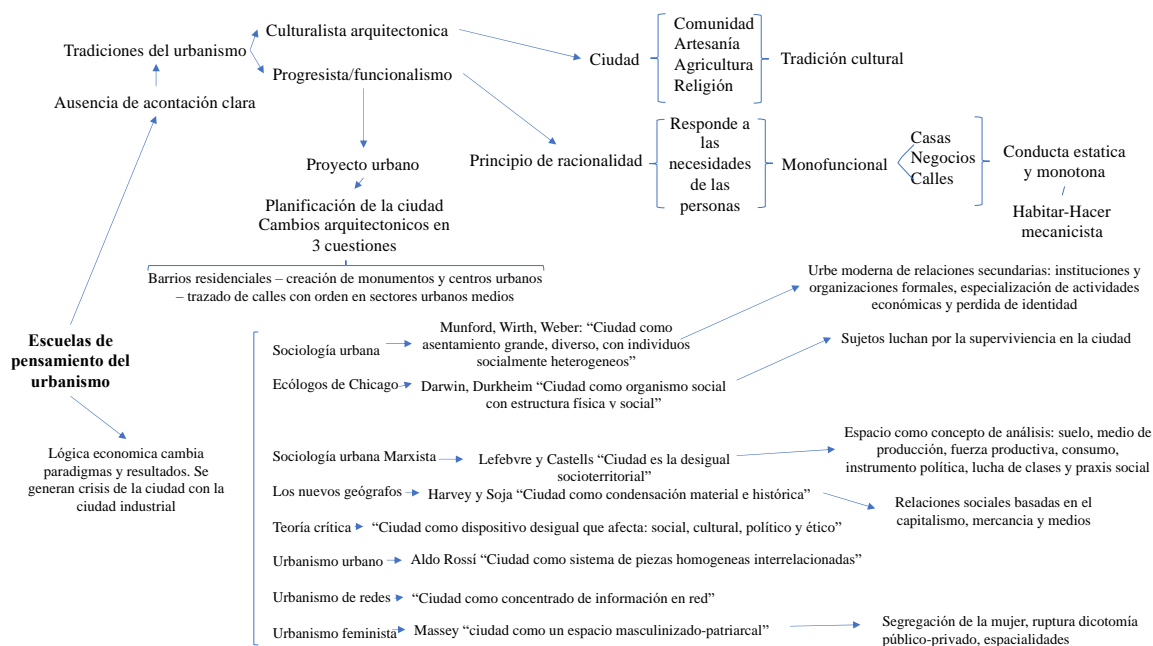 Tradiciones del urbanismo
Ausencia de acontación clara
Culturalista arquitectonica
Progresista/funcionalismo
Ciudad
Comunidad
Artesanía
Agricultura
Religión
Tradición cultural
Principio de racionalidad
Responde a
las
necesidades
de las
personas
Monofuncional
Casas
Negocios
Calles
Conducta estatica
y monotona
Habitar-Hacer
mecanicista
Proyecto urbano
Planificación de la ciudad
Cambios arquitectonicos en
3 cuestiones
Barrios residenciales – creación de monumentos y centros urbanos
– trazado de calles con orden en sectores urbanos medios
Escuelas de
pensamiento del
urbanismo
Lógica economica cambia
paradigmas y resultados. Se
generan crisis de la ciudad con la
ciudad industrial
Sociología urbana
Munford, Wirth, Weber: “Ciudad como
asentamiento grande, diverso, con individuos
socialmente heterogeneos”
Urbe moderna de relaciones secundarias: instituciones y
organizaciones formales, especialización de actividades
económicas y perdida de identidad
Ecólogos de Chicago
Darwin, Durkheim “Ciudad como organismo social
con estructura física y social”
Sujetos luchan por la superviviencia en la ciudad
Sociología urbana Marxista
Lefebvre y Castells “Ciudad es la desigual
socioterritorial”
Espacio como concepto de análisis: suelo, medio de
producción, fuerza productiva, consumo,
instrumento política, lucha de clases y praxis social
Los nuevos geógrafos
Harvey y Soja “Ciudad como condensación material e histórica”
Relaciones sociales basadas en el
capitalismo, mercancia y medios
Teoría crítica
“Ciudad como dispositivo desigual que afecta: social, cultural, político y ético”
Urbanismo urbano
Aldo Rossí “Ciudad como sistema de piezas homogeneas interrelacionadas”
Urbanismo de redes
“Ciudad como concentrado de información en red”
Urbanismo feminista
Massey “ciudad como un espacio masculinizado-patriarcal”
Segregación de la mujer, ruptura dicotomía
público-privado, espacialidades